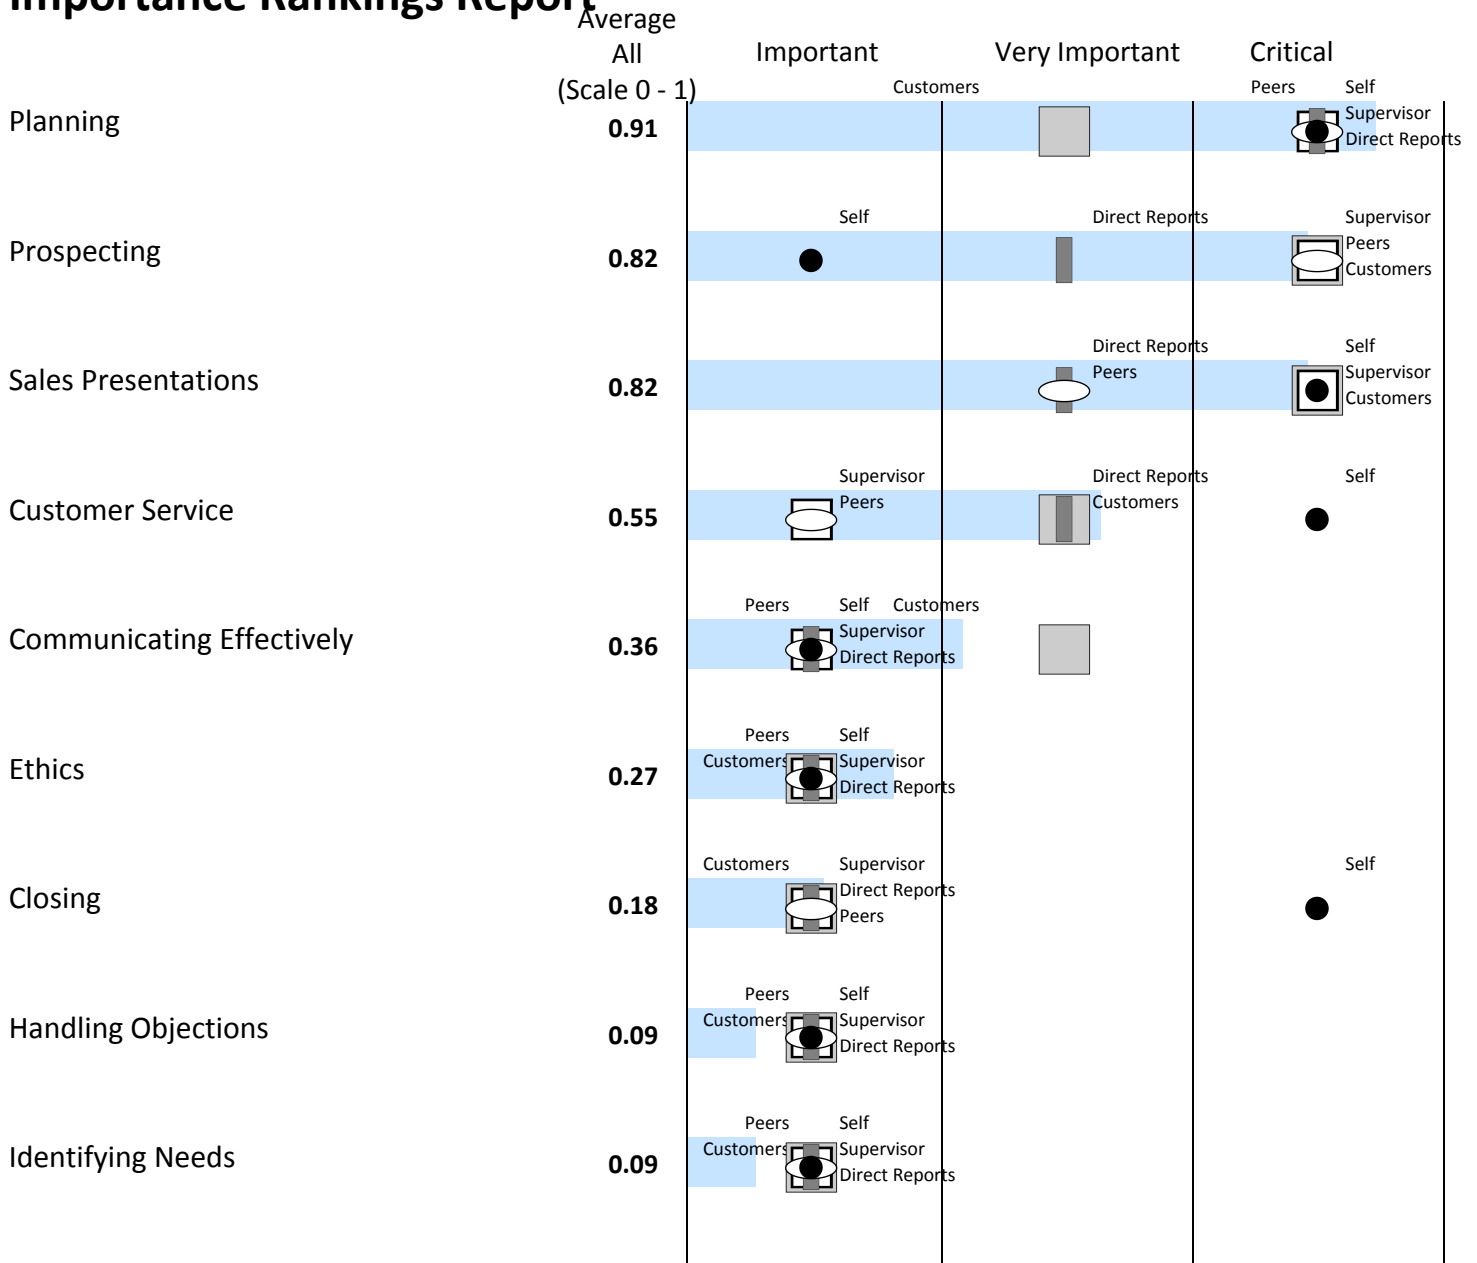 Importance Rankings Report
Average
All
(Scale 0 - 1)
Important Very Important Critical
Customers Peers Self
Planning 0.91 Supervisor
Direct Reports
Self Direct Reports Supervisor
Prospecting 0.82 Peers
Customers
Direct Reports Self
Sales Presentations 0.82 Peers Supervisor
Customers
Supervisor Direct Reports Self
Customer Service 0.55 Peers Customers
Peers Self Customers
Communicating Effectively 0.36 Supervisor
Direct Reports
Peers Self
Ethics 0.27 Customers Supervisor
Direct Reports
Customers Supervisor Self
Closing 0.18 Direct Reports
Peers
Peers Self
Handling Objections 0.09 Customers Supervisor
Direct Reports
Peers Self
Identifying Needs 0.09 Customers Supervisor
Direct Reports